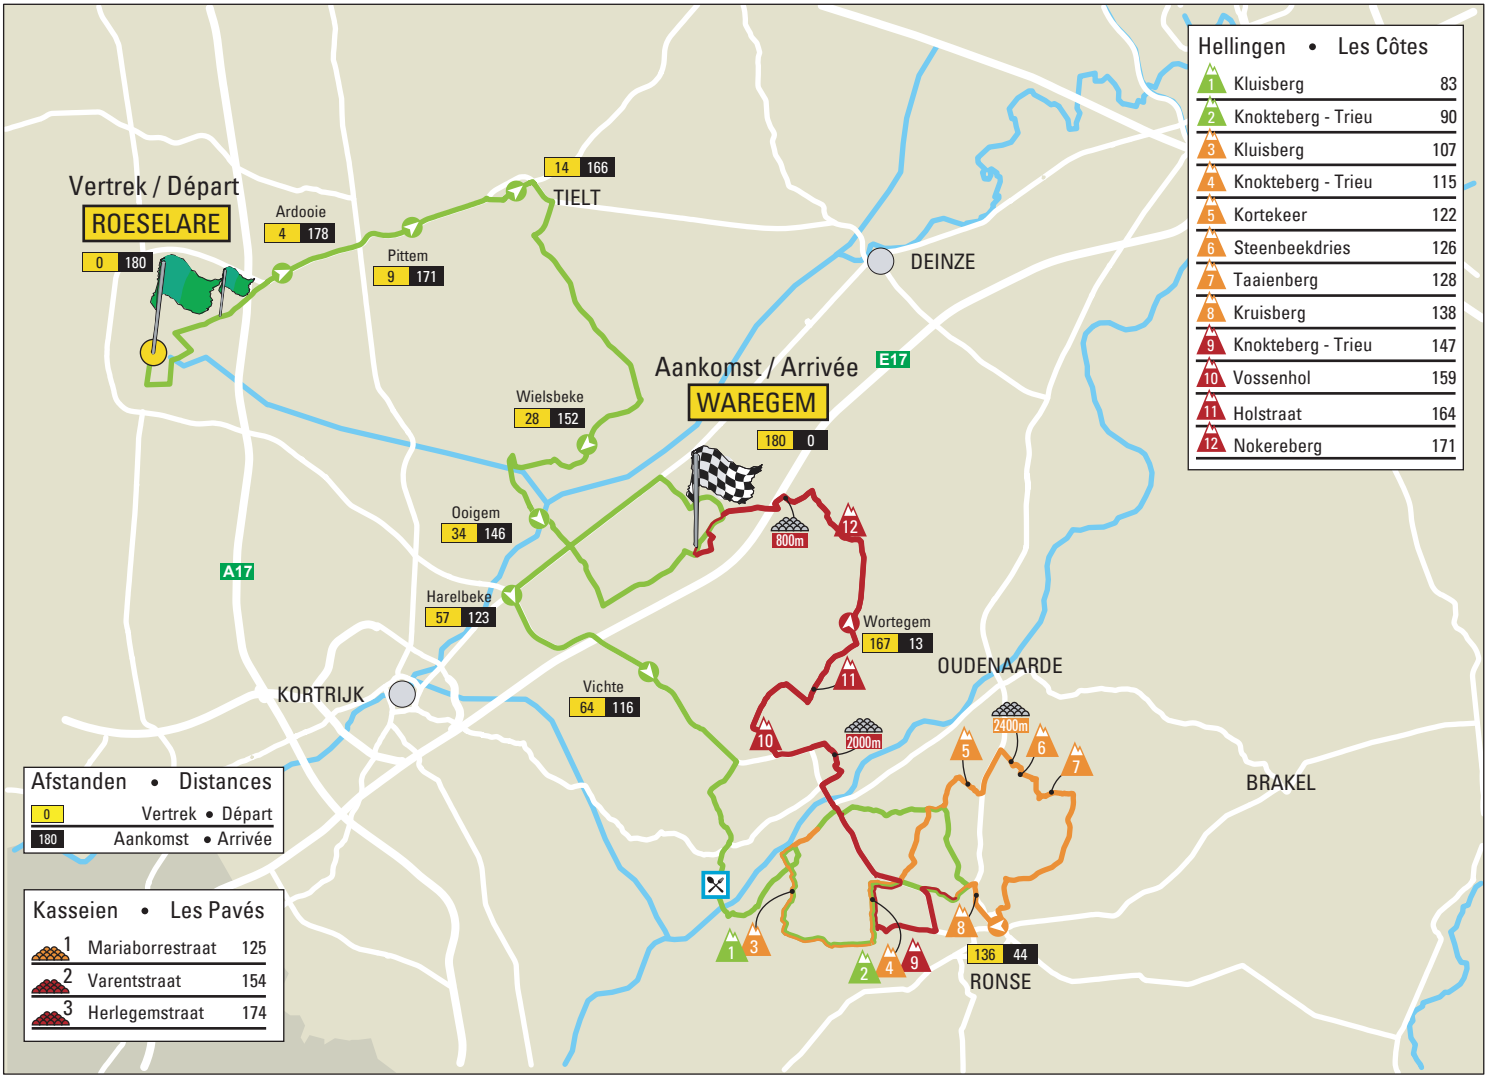 Vertrek / Départ
ROESELARE
0 180
Ardooie
4 178
Pittem
9 171
14 166
TIELT
DEINZE
E17
Aankomst / Arrivée
WAREGEM
180 0
Wielsbeke
28 152
Ooigem
34 146
A17
Harelbeke
57 123
Vichte
64 116
KORTRIJK
800m
12
Wortegem
167 13
OUDENAARDE
11
10
2000m
2400m
5
6
7
BRAKEL
1
3
2
4
9
8
136 44
RONSE
Hellingen • Les Côtes
1 Kluisberg 83
2 Knokteberg - Trieu 90
3 Kluisberg 107
4 Knokteberg - Trieu 115
5 Kortekeer 122
6 Steenbeekdries 126
7 Taaienberg 128
8 Kruisberg 138
9 Knokteberg - Trieu 147
10 Vossenhol 159
11 Holstraat 164
12 Nokereberg 171
Afstanden • Distances
0 Vertrek • Départ
180 Aankomst • Arrivée
Kasseien • Les Pavés
1 Mariaborrestraat 125
2 Varentstraat 154
3 Herlegemstraat 174